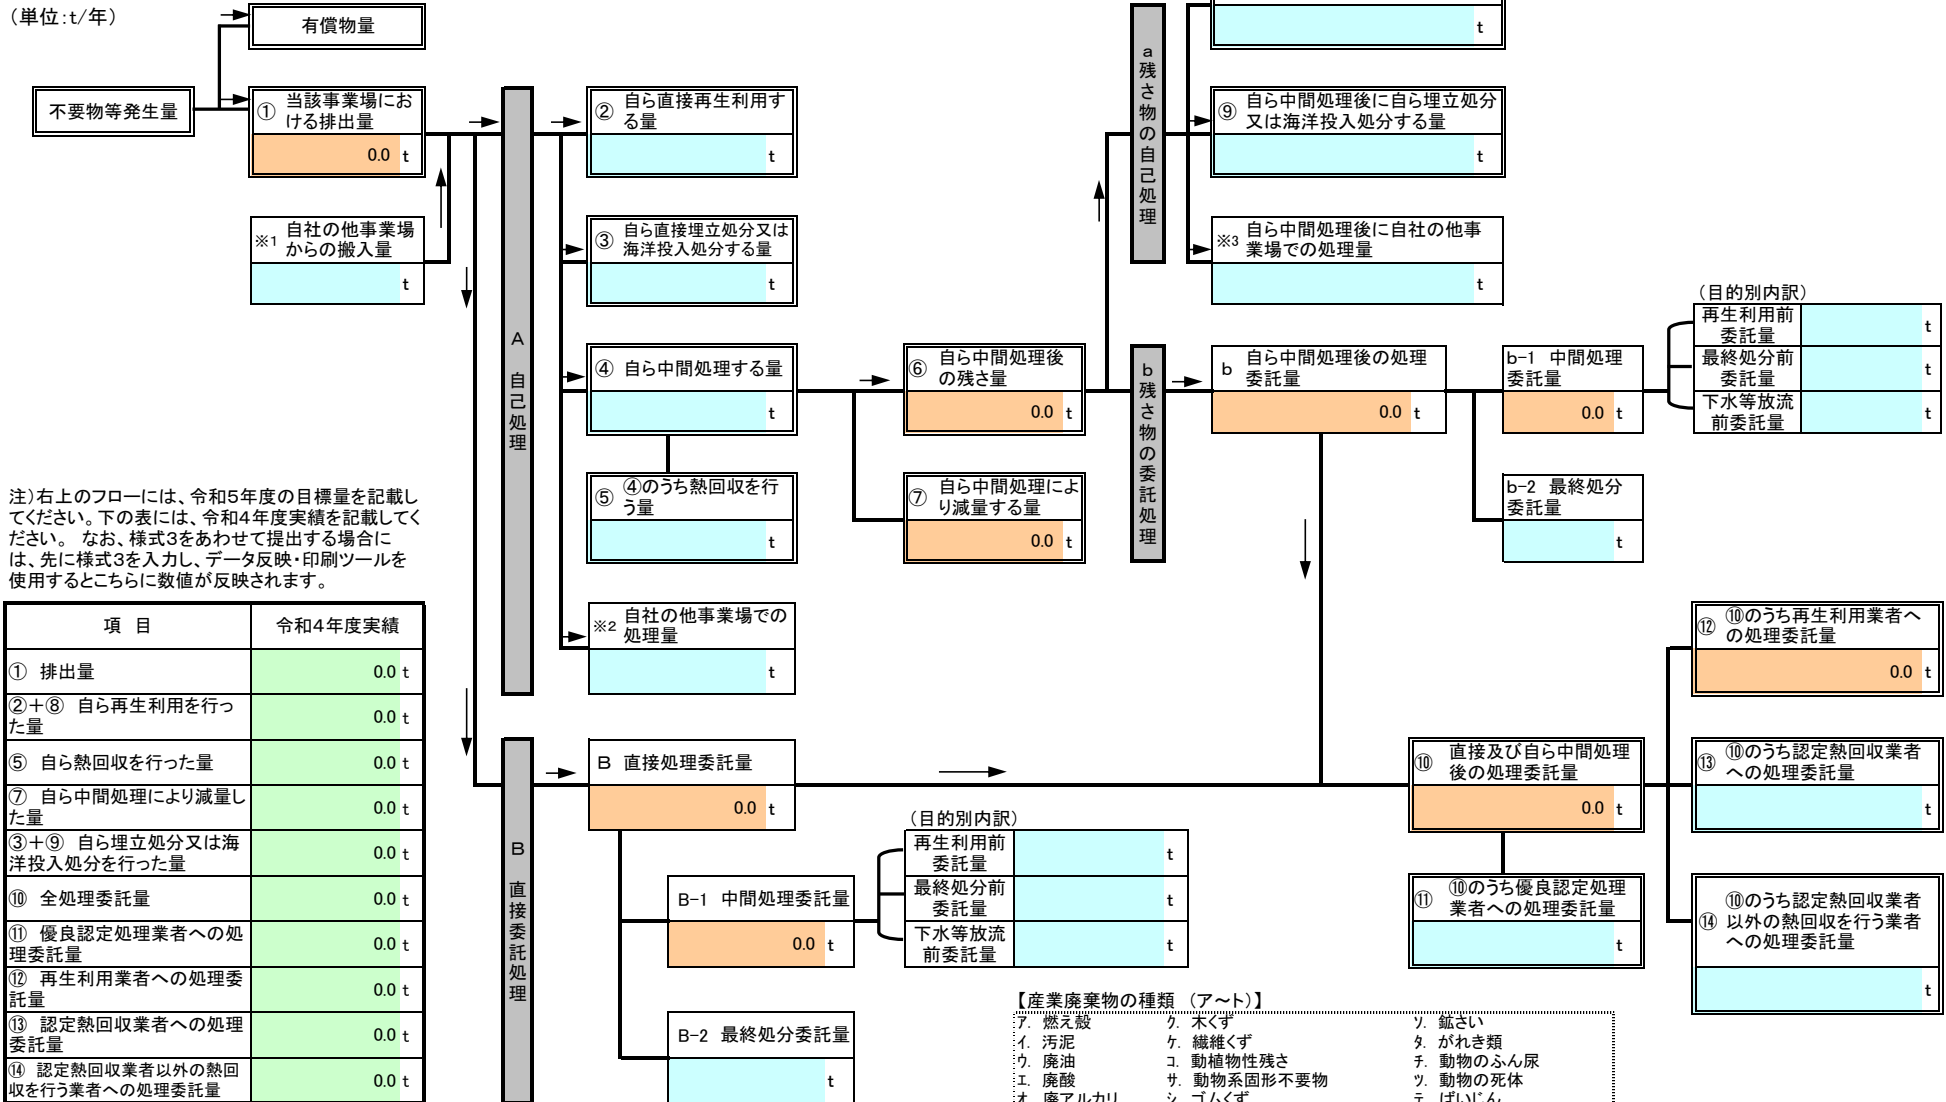 （単位：t/年）
有償物量
不要物等発生量
① 当該事業場にお
ける排出量
0.0 t
※1 自社の他事業場
からの搬入量
t
A 自己処理
② 自ら直接再生利用す
る量
t
③ 自ら直接埋立処分又は
海洋投入処分する量
t
④ 自ら中間処理する量
t
⑤ ④のうち熱回収を行
う量
t
※2 自社の他事業場での
処理量
t
⑥ 自ら中間処理後
の残さ量
0.0 t
⑦ 自ら中間処理によ
り減量する量
0.0 t
a残さ物の自己処理
t
⑨ 自ら中間処理後に自ら埋立処分
又は海洋投入処分する量
t
※3 自ら中間処理後に自社の他事
業場での処理量
t
b残さ物の委託処理
b 自ら中間処理後の処理
委託量
0.0 t
b-1 中間処理
委託量
0.0 t
b-2 最終処分
委託量
t
（目的別内訳）
再生利用前
委託量
t
最終処分前
委託量
t
下水等放流
前委託量
t
注）右上のフローには、令和５年度の目標量を記載し
てください。下の表には、令和４年度実績を記載してく
ださい。 なお、様式３をあわせて提出する場合に
は、先に様式３を入力し、データ反映・印刷ツールを
使用するとこちらに数値が反映されます。
項 目 令和４年度実績
① 排出量 0.0 t
②＋⑧ 自ら再生利用を行っ
た量 0.0 t
⑤ 自ら熱回収を行った量 0.0 t
⑦ 自ら中間処理により減量し
た量 0.0 t
③＋⑨ 自ら埋立処分又は海
洋投入処分を行った量 0.0 t
⑩ 全処理委託量 0.0 t
⑪ 優良認定処理業者への処
理委託量 0.0 t
⑫ 再生利用業者への処理委
託量 0.0 t
⑬ 認定熱回収業者への処理
委託量 0.0 t
⑭ 認定熱回収業者以外の熱回
収を行う業者への処理委託量 0.0 t
B 直接委託処理
B 直接処理委託量
0.0 t
B-1 中間処理委託量
0.0 t
B-2 最終処分委託量
t
（目的別内訳）
再生利用前
委託量
t
最終処分前
委託量
t
下水等放流
前委託量
t
⑩ 直接及び自ら中間処理
後の処理委託量
0.0 t
⑪ ⑩のうち優良認定処理
業者への処理委託量
t
⑫ ⑩のうち再生利用業者へ
の処理委託量
0.0 t
⑬ ⑩のうち認定熱回収業者
への処理委託量
t
⑭ ⑩のうち認定熱回収業者
以外の熱回収を行う業者
への処理委託量
t
【産業廃棄物の種類 （ア～ト）】
ア. 燃え殻 ク. 木くず ソ. 鉱さい
イ. 汚泥 ケ. 繊維くず タ. がれき類
ウ. 廃油 コ. 動植物性残さ チ. 動物のふん尿
エ. 廃酸 サ. 動物系固形不要物 ツ. 動物の死体
オ. 廃アルカリ シ. ゴムくず テ. ばいじん